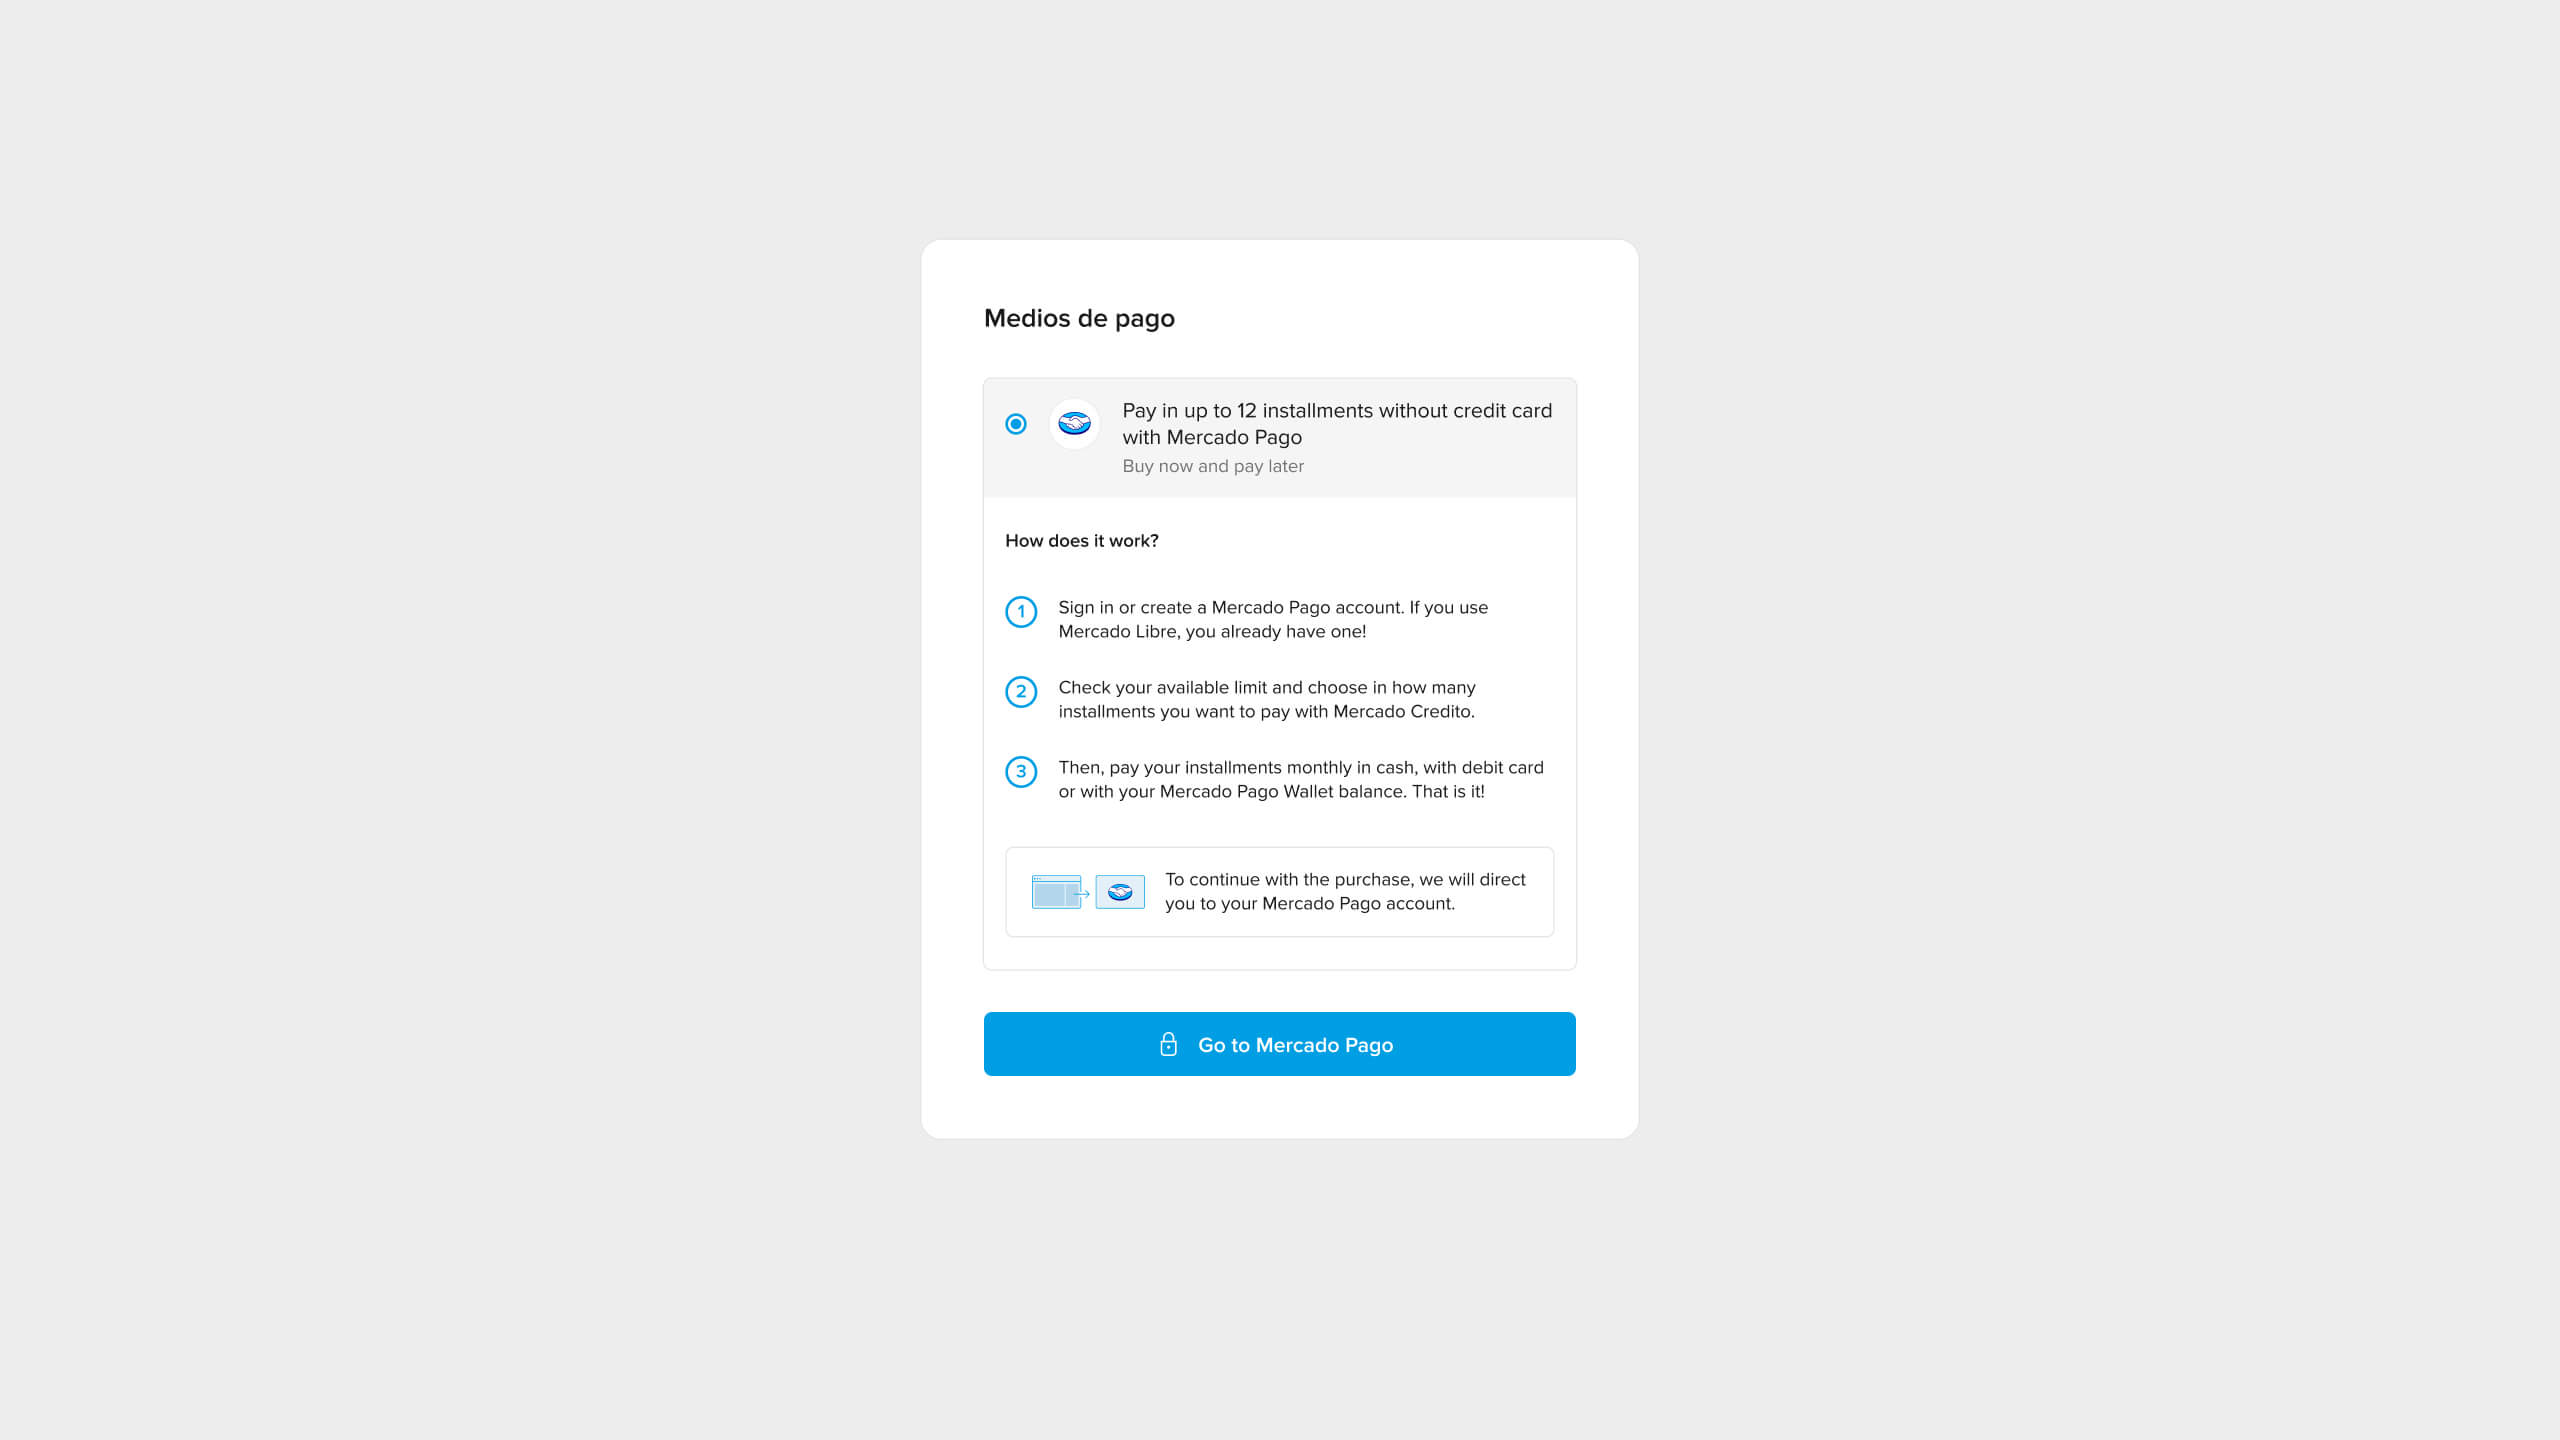 Medios de pago
Pay in up to 12 installments without credit card
with Mercado Pago
Buy now and pay later
How does it work?
1 Sign in or create a Mercado Pago account. If you use
Mercado Libre, you already have one!
2 Check your available limit and choose in how many
installments you want to pay with Mercado Credito.
3 Then, pay your installments monthly in cash, with debit card
or with your Mercado Pago Wallet balance. That is it!
To continue with the purchase, we will direct
you to your Mercado Pago account.
Go to Mercado Pago